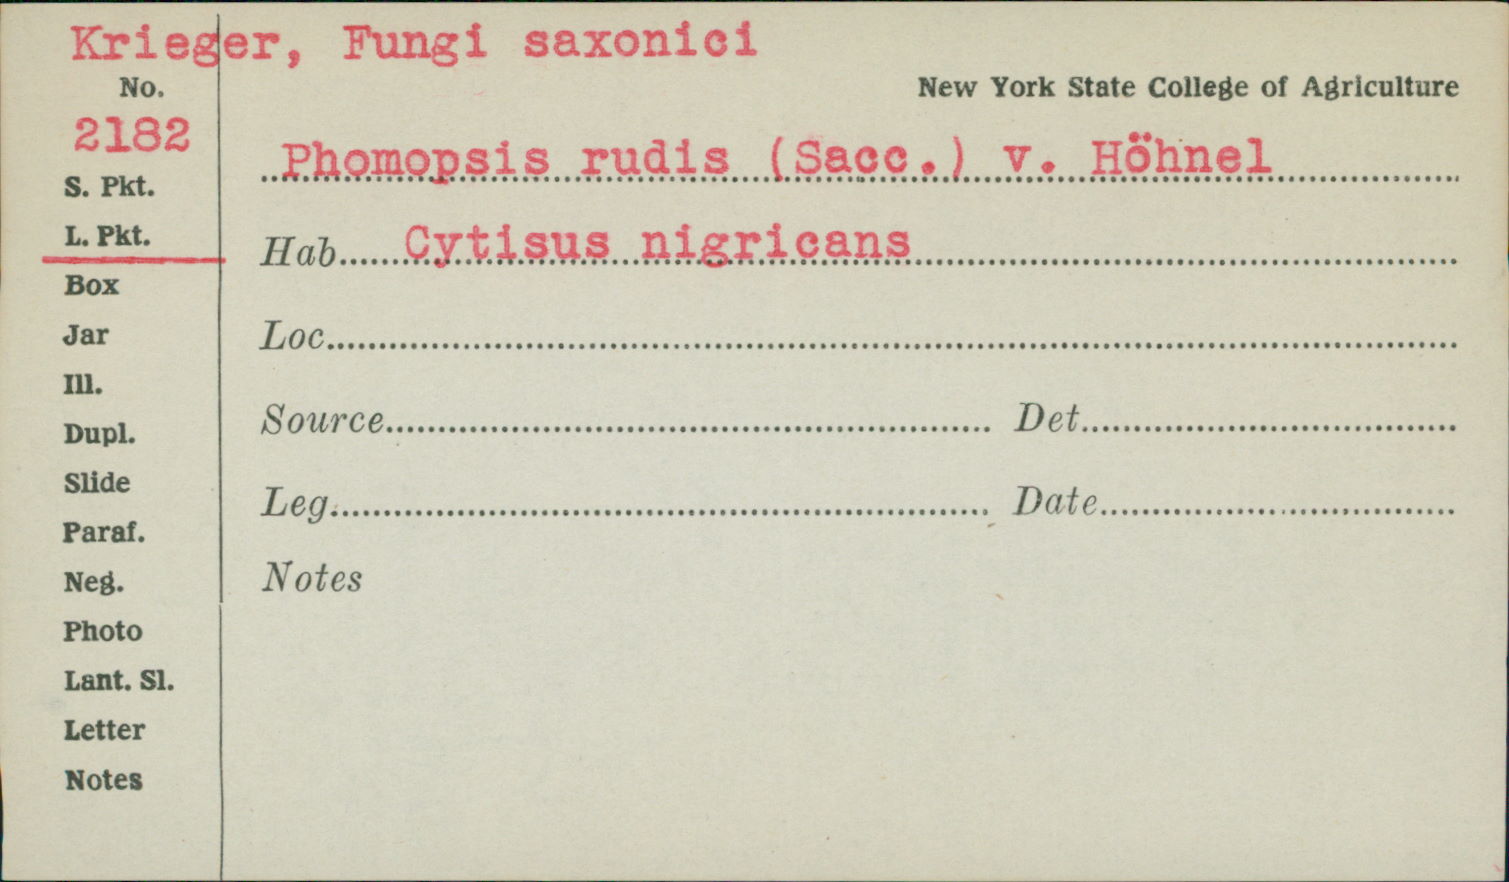 Krieger, Fungi saxonici
No.
New York State College of Agriculture
2182
Phomopsis rudis (Sacc.) v. Höhnel
S. Pkt.
L. Pkt.
Hab. Cytisus nigricans
Box
Jar
Loc.
Ill.
Source Det.
Dupl.
Slide
Leg. Date
Paraf.
Neg.
Notes
Photo
Lant. Sl.
Letter
Notes